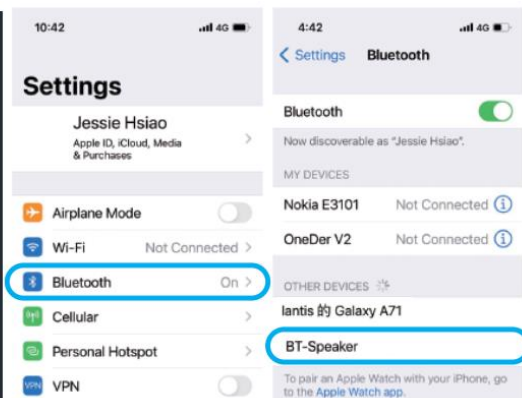 10:42
4G
Settings
Jessie Hsiao
Apple ID, iCloud, Media
& Purchases
Airplane Mode
Wi-Fi Not Connected
Bluetooth On
Cellular
Personal Hotspot
VPN VPN
4:42
4G
Settings Bluetooth
Bluetooth
Now discoverable as "Jessie Hsiao".
MY DEVICES
Nokia E3101 Not Connected
OneDer V2 Not Connected
OTHER DEVICES
lantis 的 Galaxy A71
BT-Speaker
To pair an Apple Watch with your iPhone, go
to the Apple Watch app.